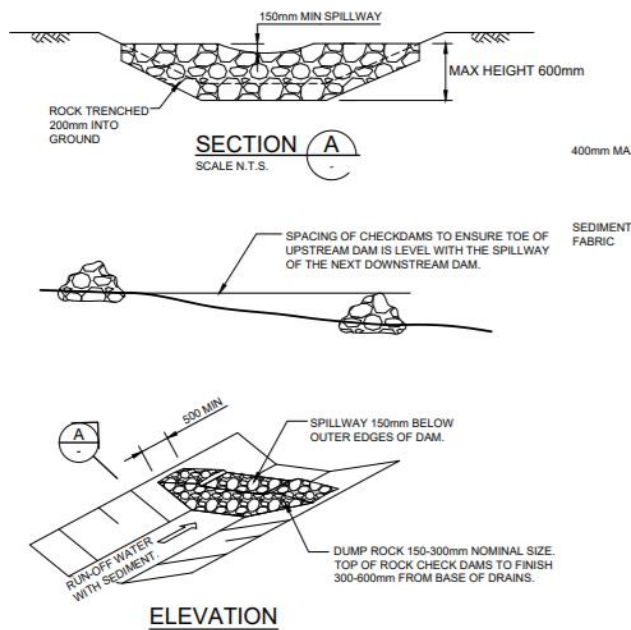 150mm MIN SPILLWAY
MAX HEIGHT 600mm
ROCK TRENCHED
200mm INTO
GROUND
SECTION
A
-
SCALE N.T.S.
400mm MA
SEDIMENT
FABRIC
SPACING OF CHECKDAMS TO ENSURE TOE OF
UPSTREAM DAM IS LEVEL WITH THE SPILLWAY
OF THE NEXT DOWNSTREAM DAM.
500 MIN
A
-
SPILLWAY 150mm BELOW
OUTER EDGES OF DAM.
RUN-OFF WATER
WITH SEDIMENT.
DUMP ROCK 150-300mm NOMINAL SIZE.
TOP OF ROCK CHECK DAMS TO FINISH
300-600mm FROM BASE OF DRAINS.
ELEVATION